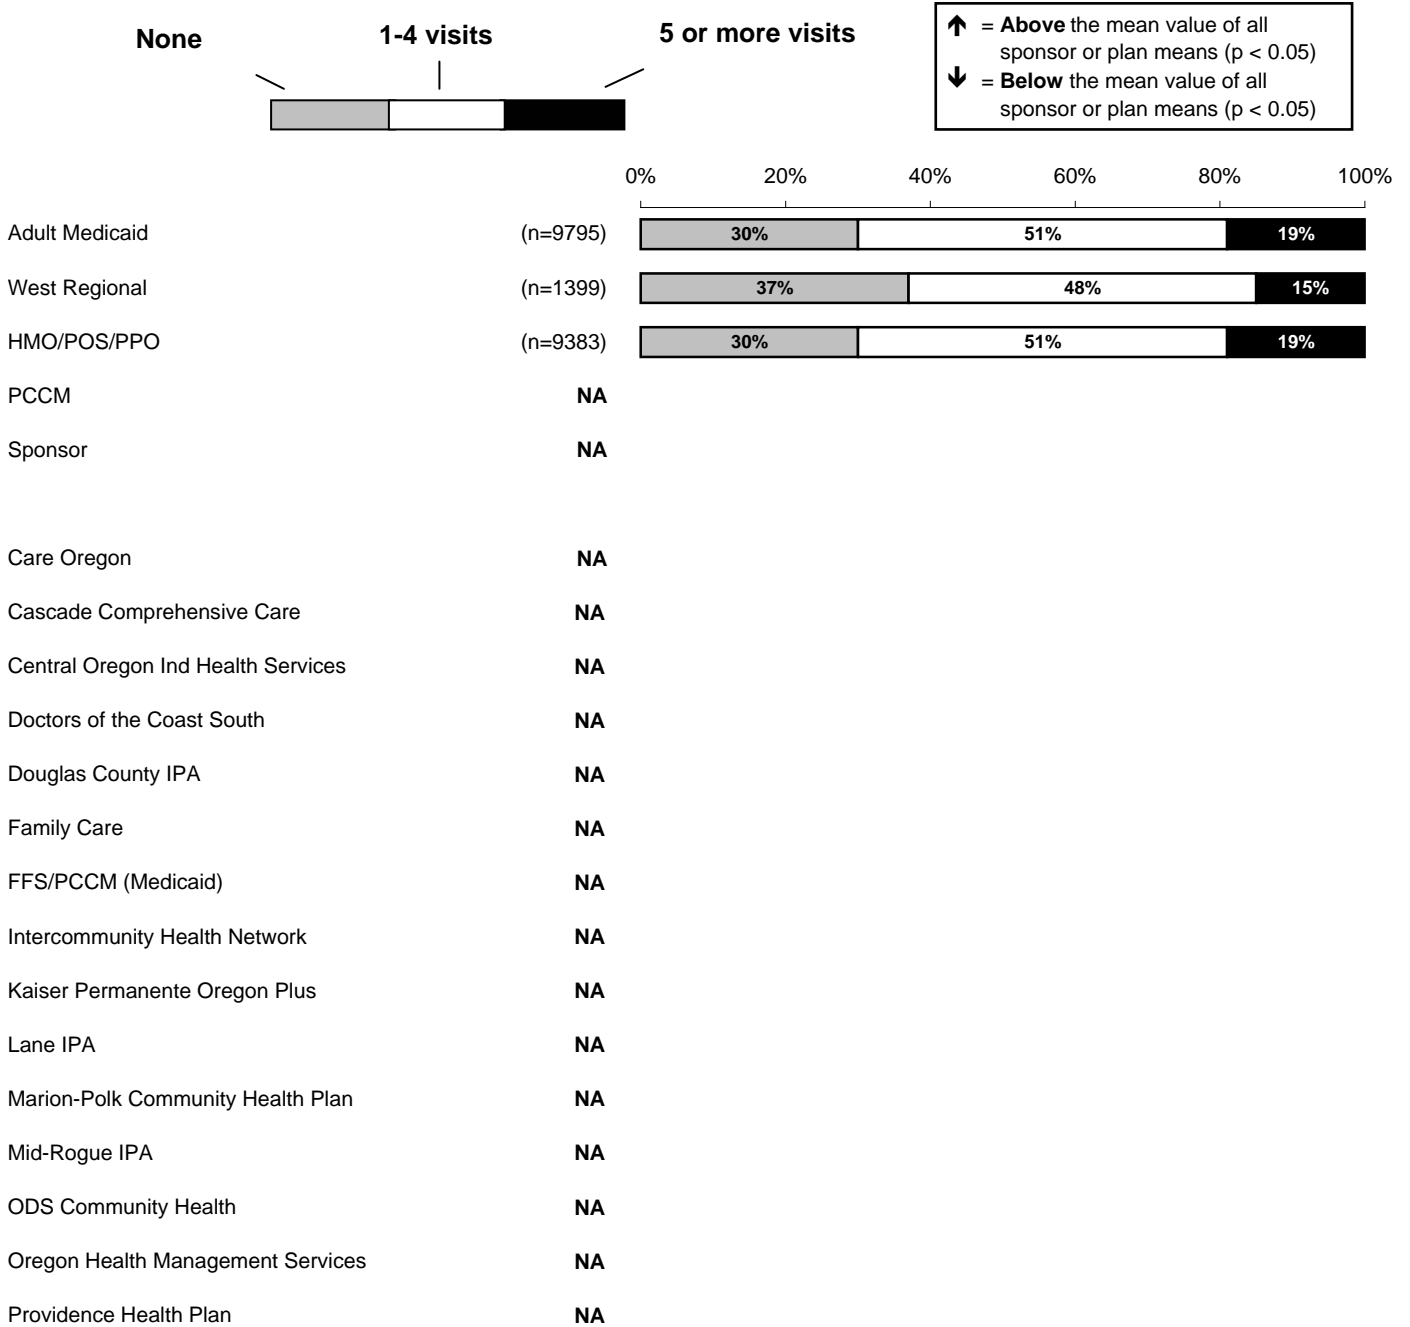 None 1-4 visits 5 or more visits
↑ = Above the mean value of all
sponsor or plan means (p < 0.05)
↓ = Below the mean value of all
sponsor or plan means (p < 0.05)
0% 20% 40% 60% 80% 100%
Adult Medicaid (n=9795) 30% 51% 19%
West Regional (n=1399) 37% 48% 15%
HMO/POS/PPO (n=9383) 30% 51% 19%
PCCM NA
Sponsor NA
Care Oregon NA
Cascade Comprehensive Care NA
Central Oregon Ind Health Services NA
Doctors of the Coast South NA
Douglas County IPA NA
Family Care NA
FFS/PCCM (Medicaid) NA
Intercommunity Health Network NA
Kaiser Permanente Oregon Plus NA
Lane IPA NA
Marion-Polk Community Health Plan NA
Mid-Rogue IPA NA
ODS Community Health NA
Oregon Health Management Services NA
Providence Health Plan NA